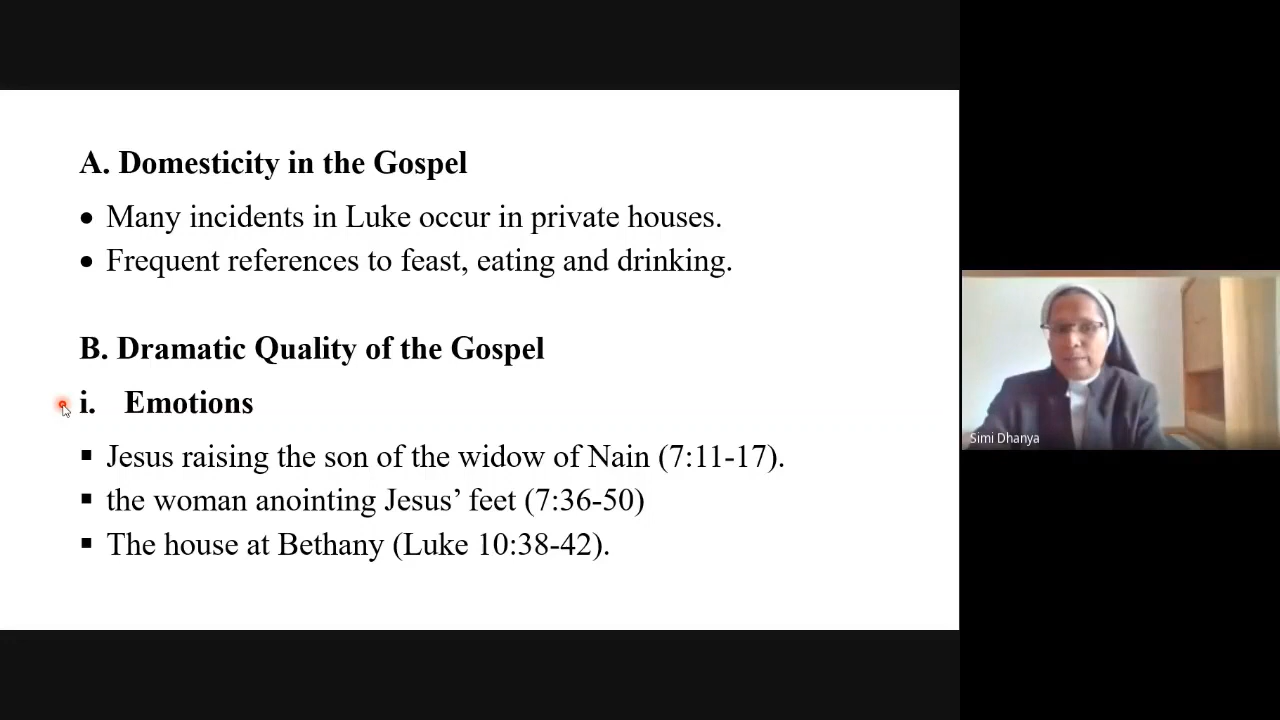 A. Domesticity in the Gospel
• Many incidents in Luke occur in private houses.
• Frequent references to feast, eating and drinking.
B. Dramatic Quality of the Gospel
i. Emotions
▪ Jesus raising the son of the widow of Nain (7:11-17).
▪ the woman anointing Jesus’ feet (7:36-50)
▪ The house at Bethany (Luke 10:38-42).
Simi Dhanya